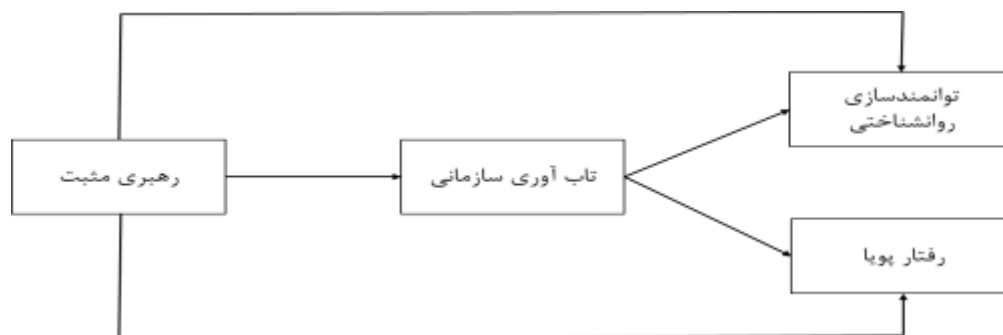 توانمندسازی
روانشناختی
رهبری مثبت
تاب آوری سازمانی
رفتار پویا